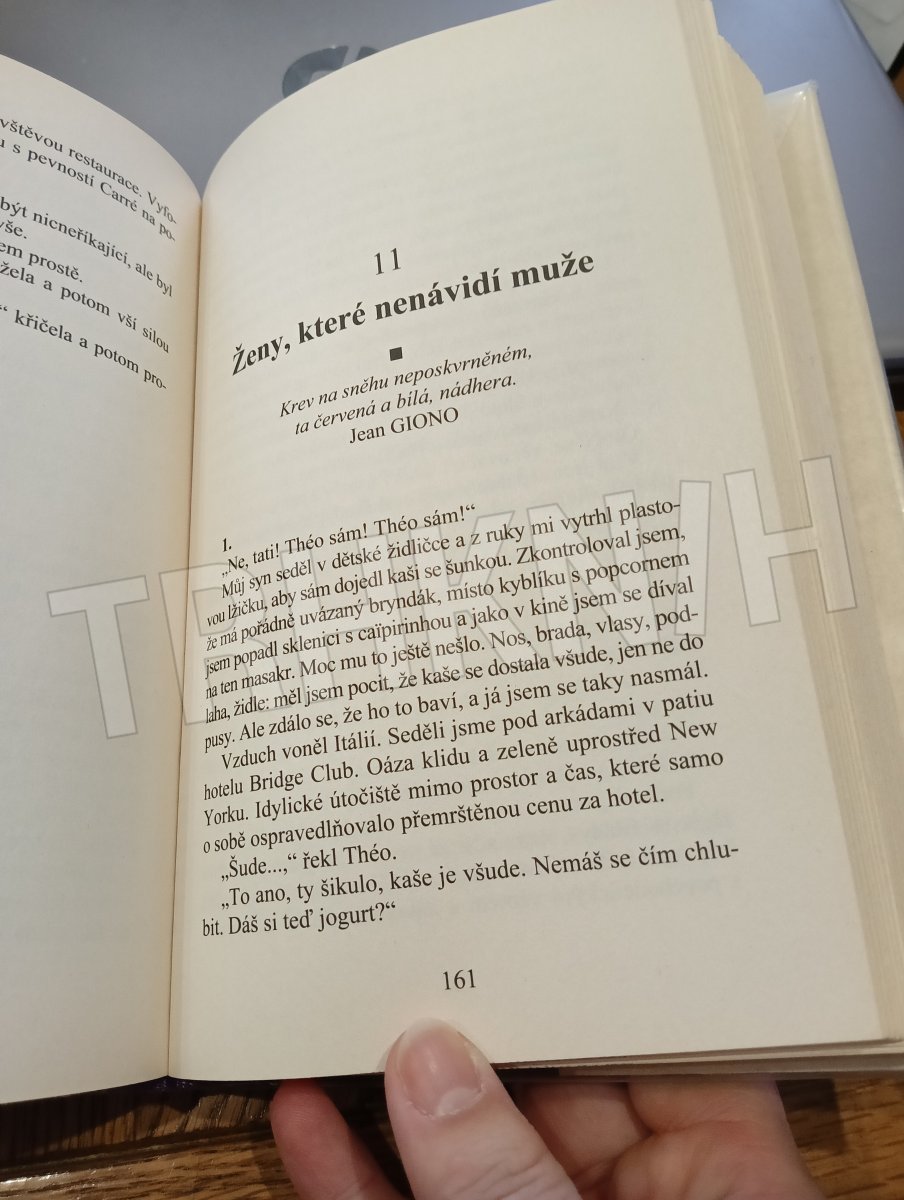 vštěvou restaurace. Vyfo-
u s pevností Carré na po-
být nicneříkající, ale byl
vše.
em prostě.
žela a potom vší silou
“ křičela a potom pro-
11
Ženy, které nenávidí muže
Krev na sněhu neposkvrněném,
ta červená a bílá, nádhera.
Jean GIONO
1.
„Ne, tati! Théo sám! Théo sám!“
Můj syn seděl v dětské židličce a z ruky mi vytrhl plasto-
vou lžičku, aby sám dojedl kaši se šunkou. Zkontroloval jsem,
že má pořádně uvázaný bryndák, místo kyblíku s popcornem
jsem popadl sklenici s caïpirinhou a jako v kině jsem se díval
na ten masakr. Moc mu to ještě nešlo. Nos, brada, vlasy, pod-
laha, židle: měl jsem pocit, že kaše se dostala všude, jen ne do
pusy. Ale zdálo se, že ho to baví, a já jsem se taky nasmál.
Vzduch voněl Itálií. Seděli jsme pod arkádami v patiu
hotelu Bridge Club. Oáza klidu a zeleně uprostřed New
Yorku. Idylické útočiště mimo prostor a čas, které samo
o sobě ospravedlňovalo přemrštěnou cenu za hotel.
„Šude...,“ řekl Théo.
„To ano, ty šikulo, kaše je všude. Nemáš se čím chlu-
bit. Dáš si teď jogurt?“
161